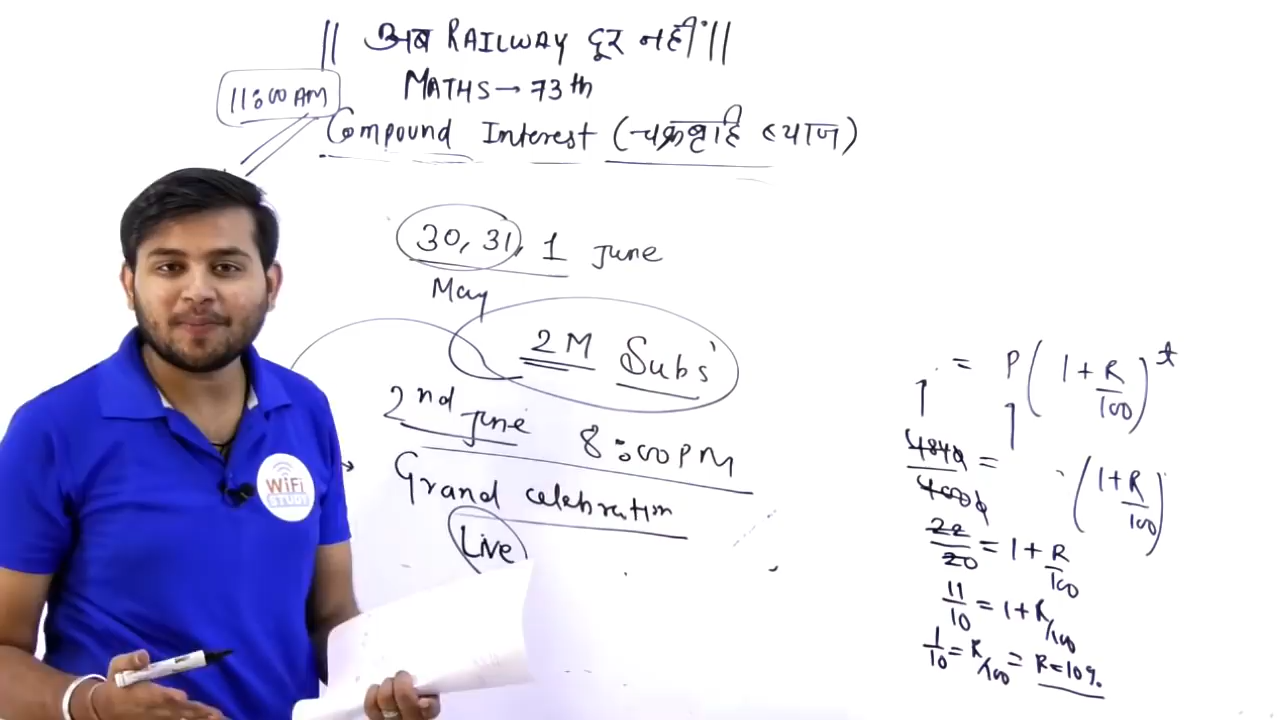 || अब RAILWAY दूर नहीं ||
MATHS → 73th
11:00 AM
Compound Interest (चक्रवृद्धि ब्याज)
30, 31, 1 June
May
2M Subs
2nd June 8:00PM
Grand celebration
Live
WiFi
STUDY
= P(1+R/100)^t
4840/4000 = (1+R/100)
22/20 = 1+R/100
11/10 = 1+R/100
1/10 = R/100 = R=10%